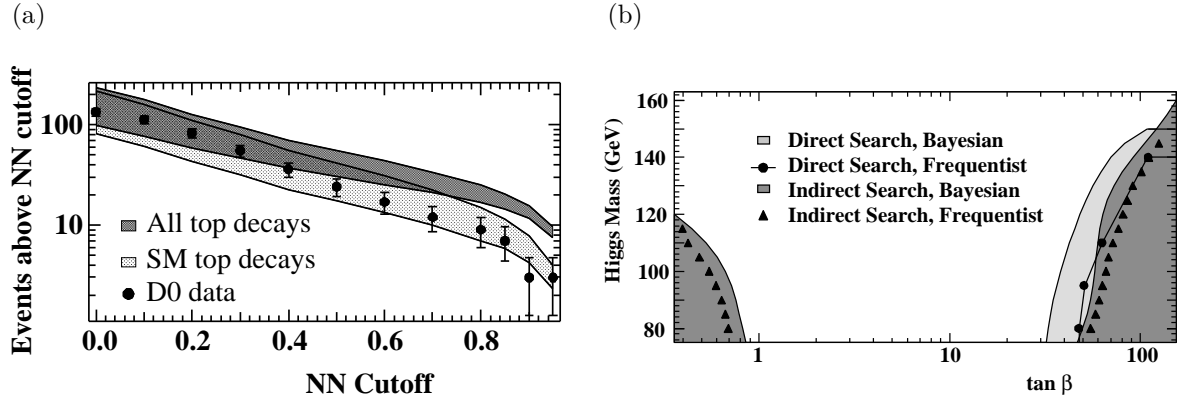 (a)
(b)
Events above NN cutoff
100
10
All top decays
SM top decays
D0 data
0.0 0.2 0.4 0.6 0.8
NN Cutoff
Higgs Mass (GeV)
160
140
120
100
80
Direct Search, Bayesian
Direct Search, Frequentist
Indirect Search, Bayesian
Indirect Search, Frequentist
1 10 100
tan β